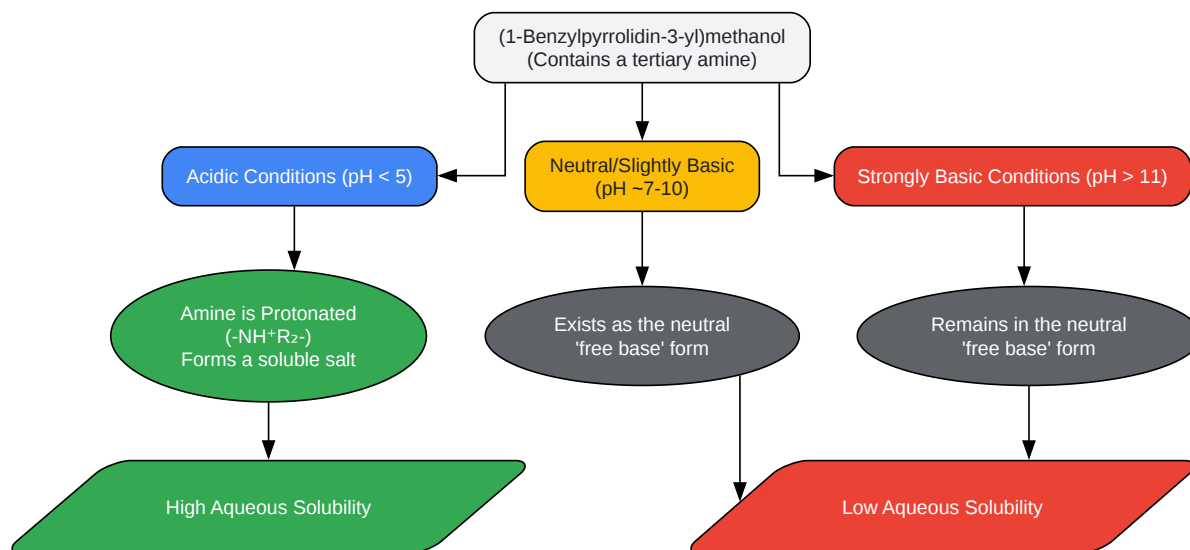 (1-Benzylpyrrolidin-3-yl)methanol
(Contains a tertiary amine)
Acidic Conditions (pH < 5)
Neutral/Slightly Basic
(pH ~7-10)
Strongly Basic Conditions (pH > 11)
Amine is Protonated
(-NH⁺R₂-)
Forms a soluble salt
Exists as the neutral
'free base' form
Remains in the neutral
'free base' form
High Aqueous Solubility
Low Aqueous Solubility